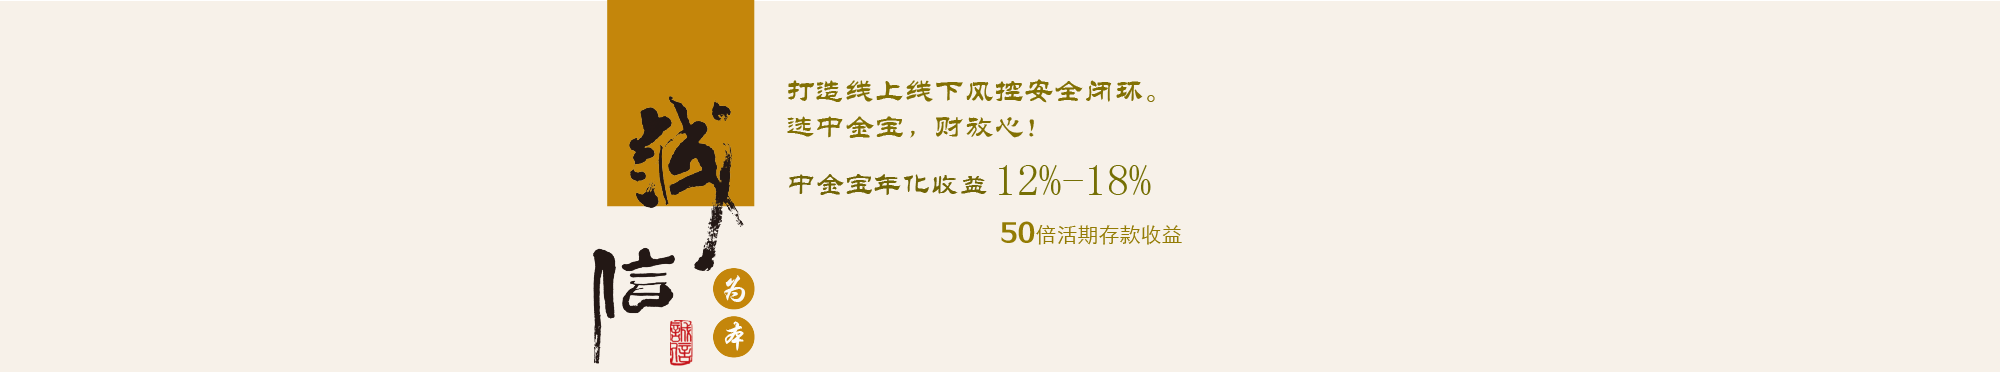 诚信
为本
誠信
打造线上线下风控安全闭环。
选中金宝，财放心！
中金宝年化收益 12%-18%
50倍活期存款收益